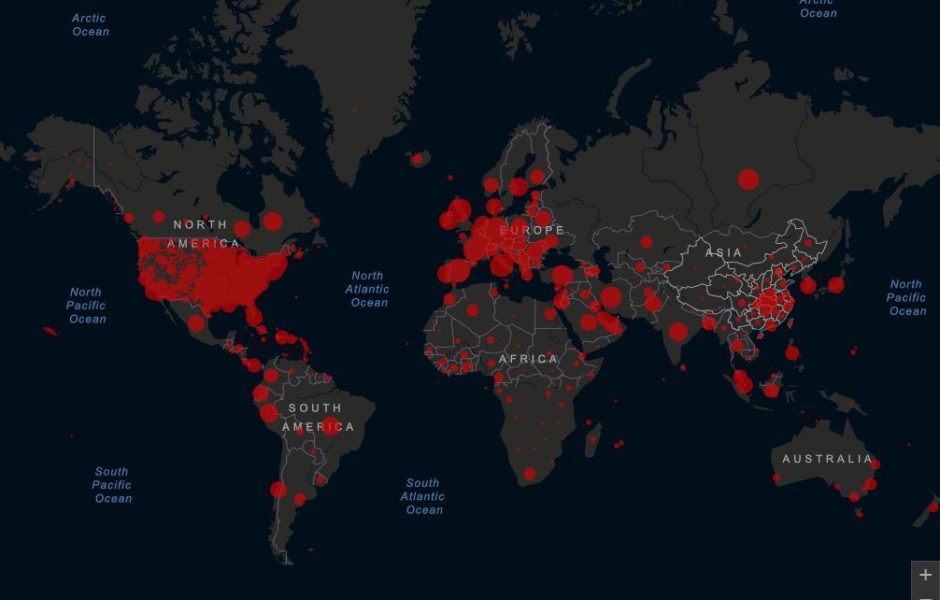 Arctic
Ocean
Arctic
Ocean
NORTH
AMERICA
EUROPE
ASIA
North
Pacific
Ocean
North
Atlantic
Ocean
North
Pacific
Ocean
AFRICA
SOUTH
AMERICA
AUSTRALIA
South
Pacific
Ocean
South
Atlantic
Ocean
+